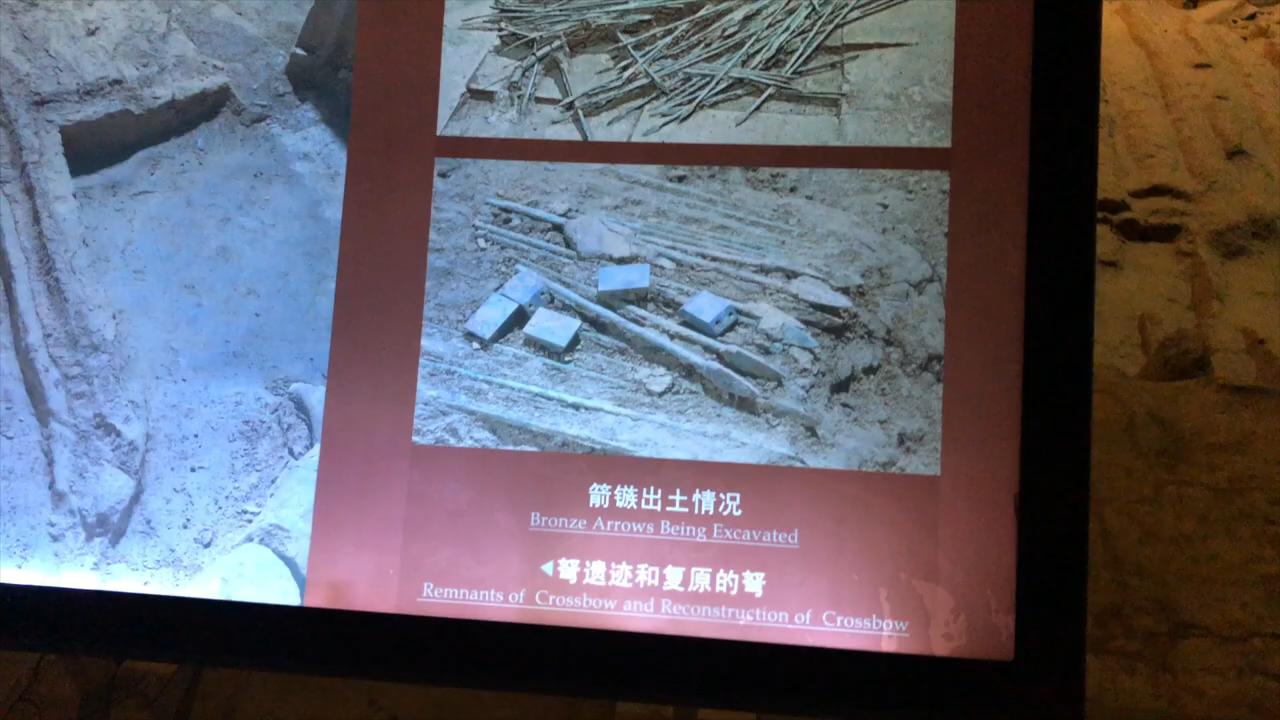 箭镞出土情况
Bronze Arrows Being Excavated
◀弩遗迹和复原的弩
Remnants of Crossbow and Reconstruction of Crossbow